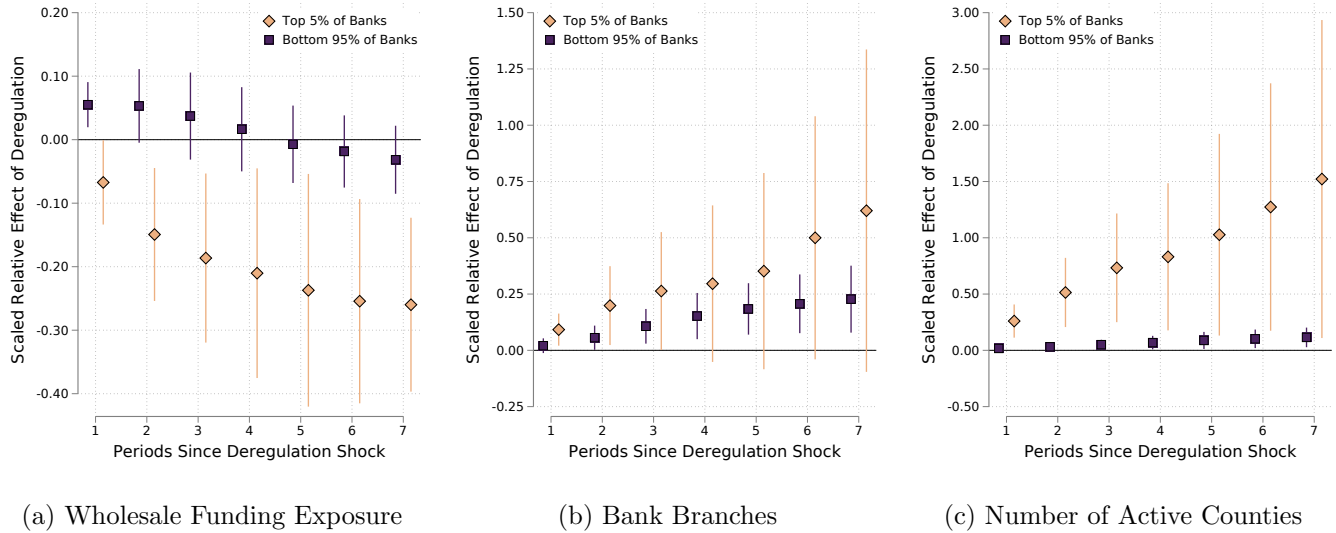 Scaled Relative Effect of Deregulation
0.20
0.10
0.00
-0.10
-0.20
-0.30
-0.40
Top 5% of Banks
Bottom 95% of Banks
1 2 3 4 5 6 7
Periods Since Deregulation Shock
(a) Wholesale Funding Exposure
Scaled Relative Effect of Deregulation
1.50
1.25
1.00
0.75
0.50
0.25
0.00
-0.25
Top 5% of Banks
Bottom 95% of Banks
1 2 3 4 5 6 7
Periods Since Deregulation Shock
(b) Bank Branches
Scaled Relative Effect of Deregulation
3.00
2.50
2.00
1.50
1.00
0.50
0.00
-0.50
Top 5% of Banks
Bottom 95% of Banks
1 2 3 4 5 6 7
Periods Since Deregulation Shock
(c) Number of Active Counties